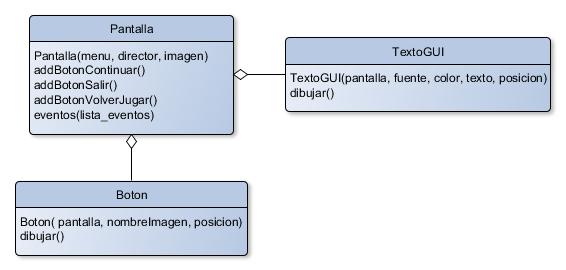 Pantalla
Pantalla(menu, director, imagen)
addBotonContinuar()
addBotonSalir()
addBotonVolverJugar()
eventos(lista_eventos)
TextoGUI
TextoGUI(pantalla, fuente, color, texto, posicion)
dibujar()
Boton
Boton( pantalla, nombreImagen, posicion)
dibujar()